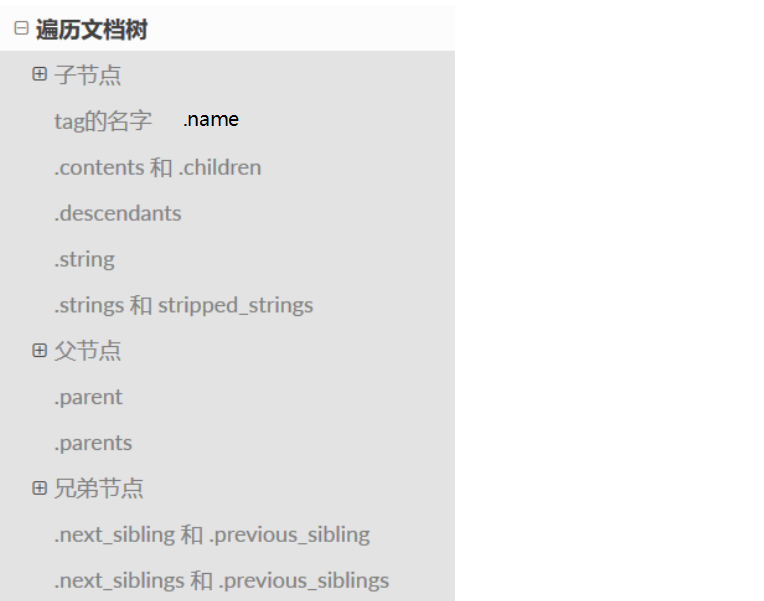 遍历文档树
子节点
tag的名字 .name
.contents 和 .children
.descendants
.string
.strings 和 stripped_strings
父节点
.parent
.parents
兄弟节点
.next_sibling 和 .previous_sibling
.next_siblings 和 .previous_siblings